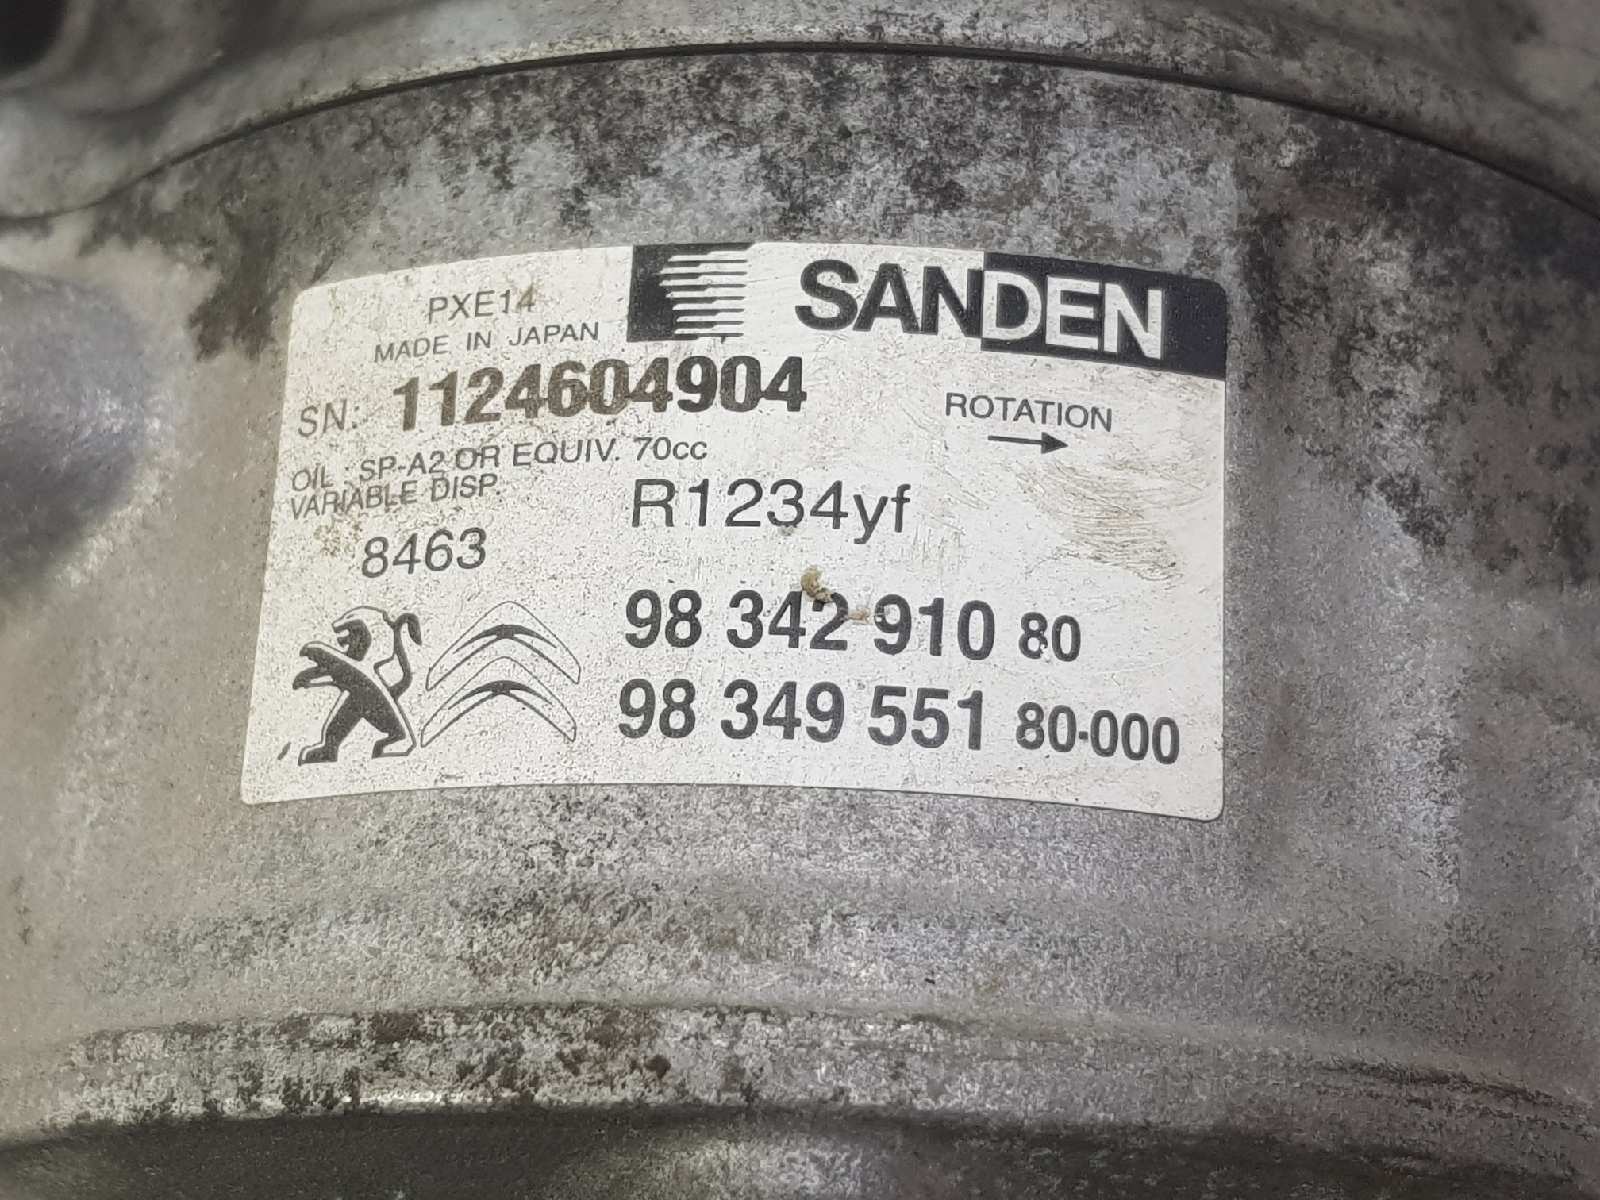 SANDEN
PXE14
MADE IN JAPAN
SN: 1124604904
ROTATION
OIL : SP-A2 OR EQUIV. 70cc
VARIABLE DISP.
R1234yf
8463
98 342 910 80
98 349 551 80-000